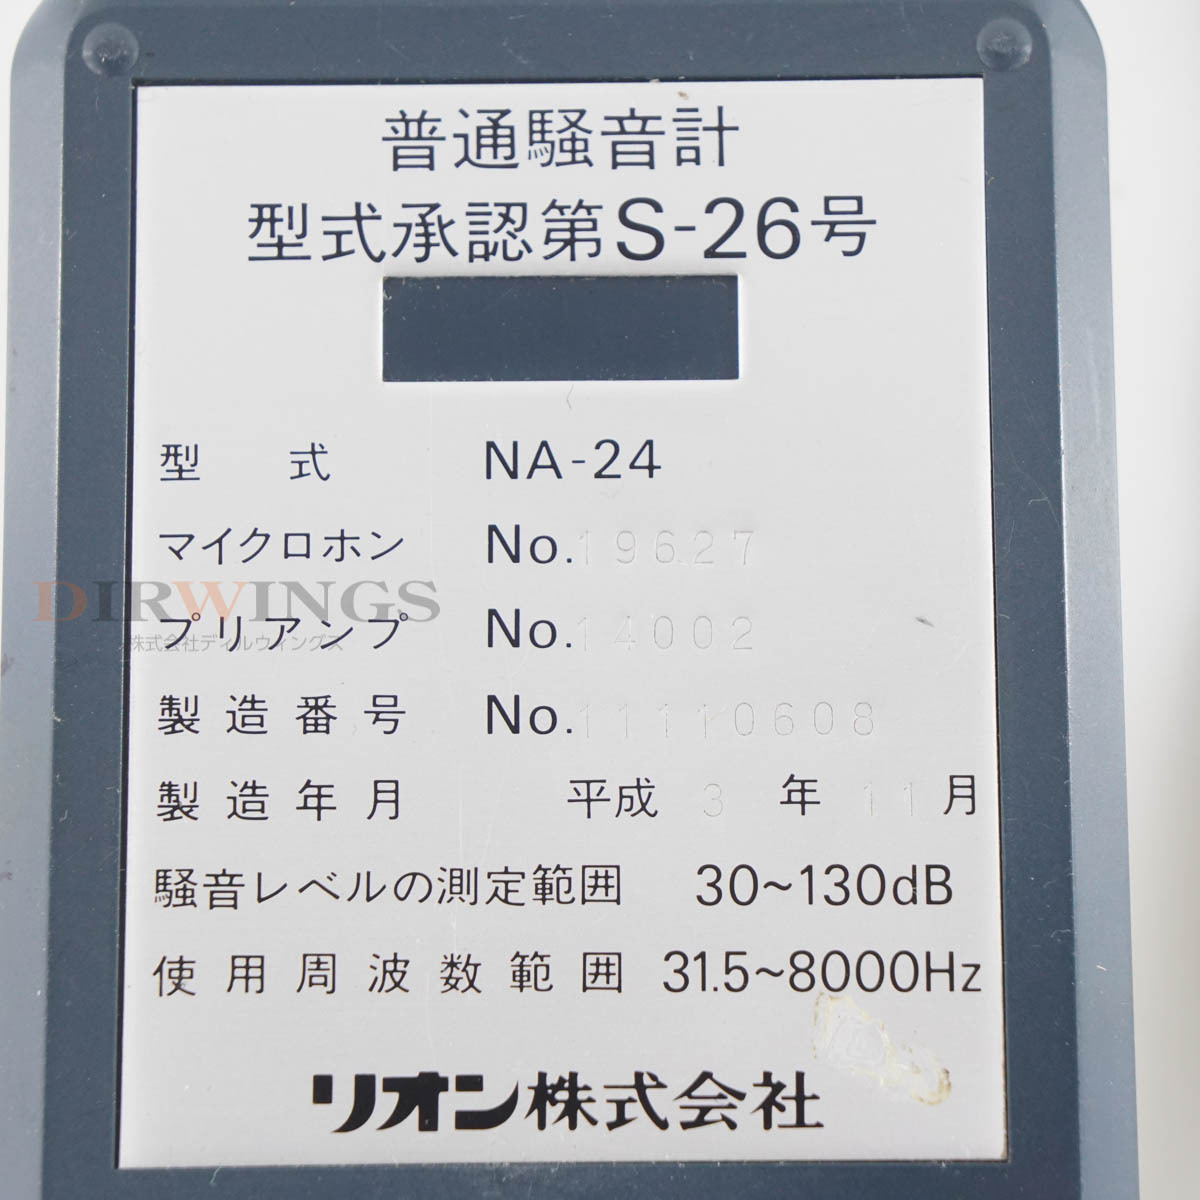 普通騒音計
型式承認第S-26号
型式 NA-24
マイクロホン No.19627
DIRWINGS
プリアンプ No.14002
株式会社ディルウィングス
製造番号 No.11110608
製造年月 平成3年11月
騒音レベルの測定範囲 30~130dB
使用周波数範囲 31.5~8000Hz
リオン株式会社